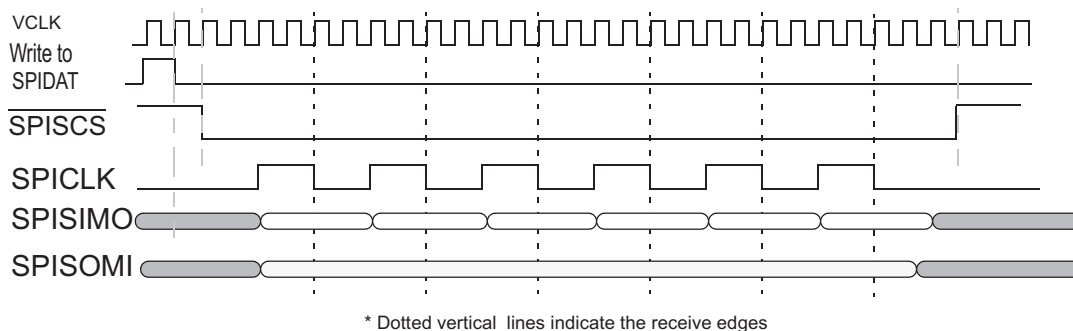 VCLK
Write to
SPIDAT
SPISCS
SPICLK
SPISIMO
SPISOMI
* Dotted vertical lines indicate the receive edges